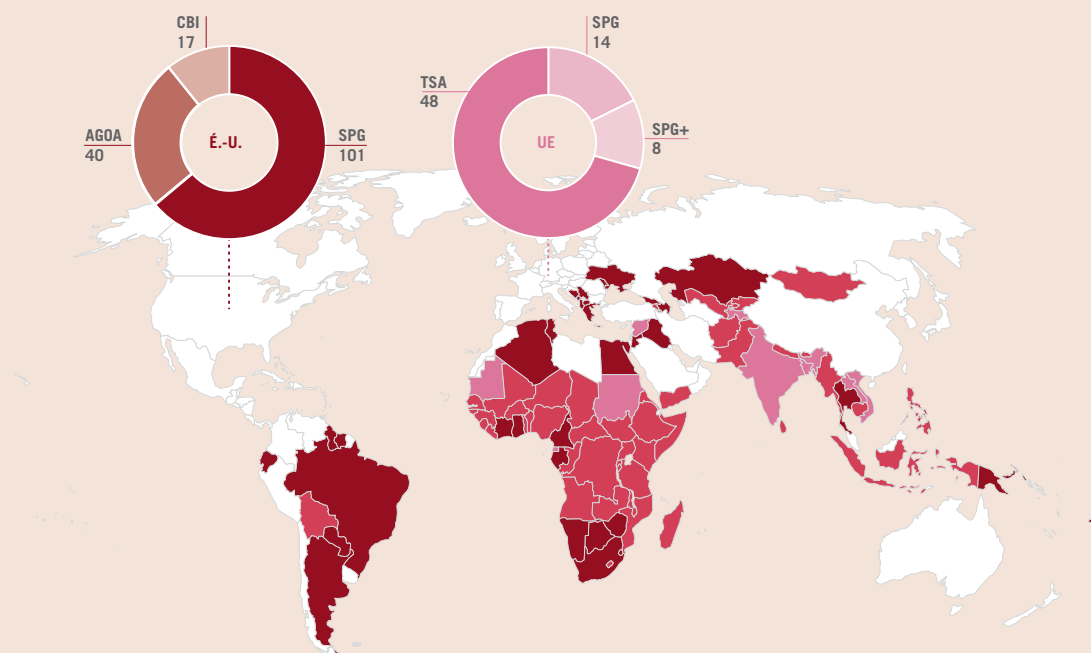 CBI
17
AGOA
40
É.-U.
SPG
101
SPG
14
TSA
48
UE
SPG+
8